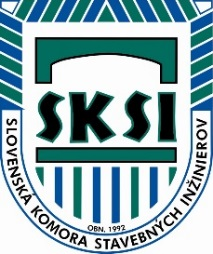 SKSI
OBN. 1992
SLOVENSKÁ KOMORA STAVEBNÝCH INŽINIEROV